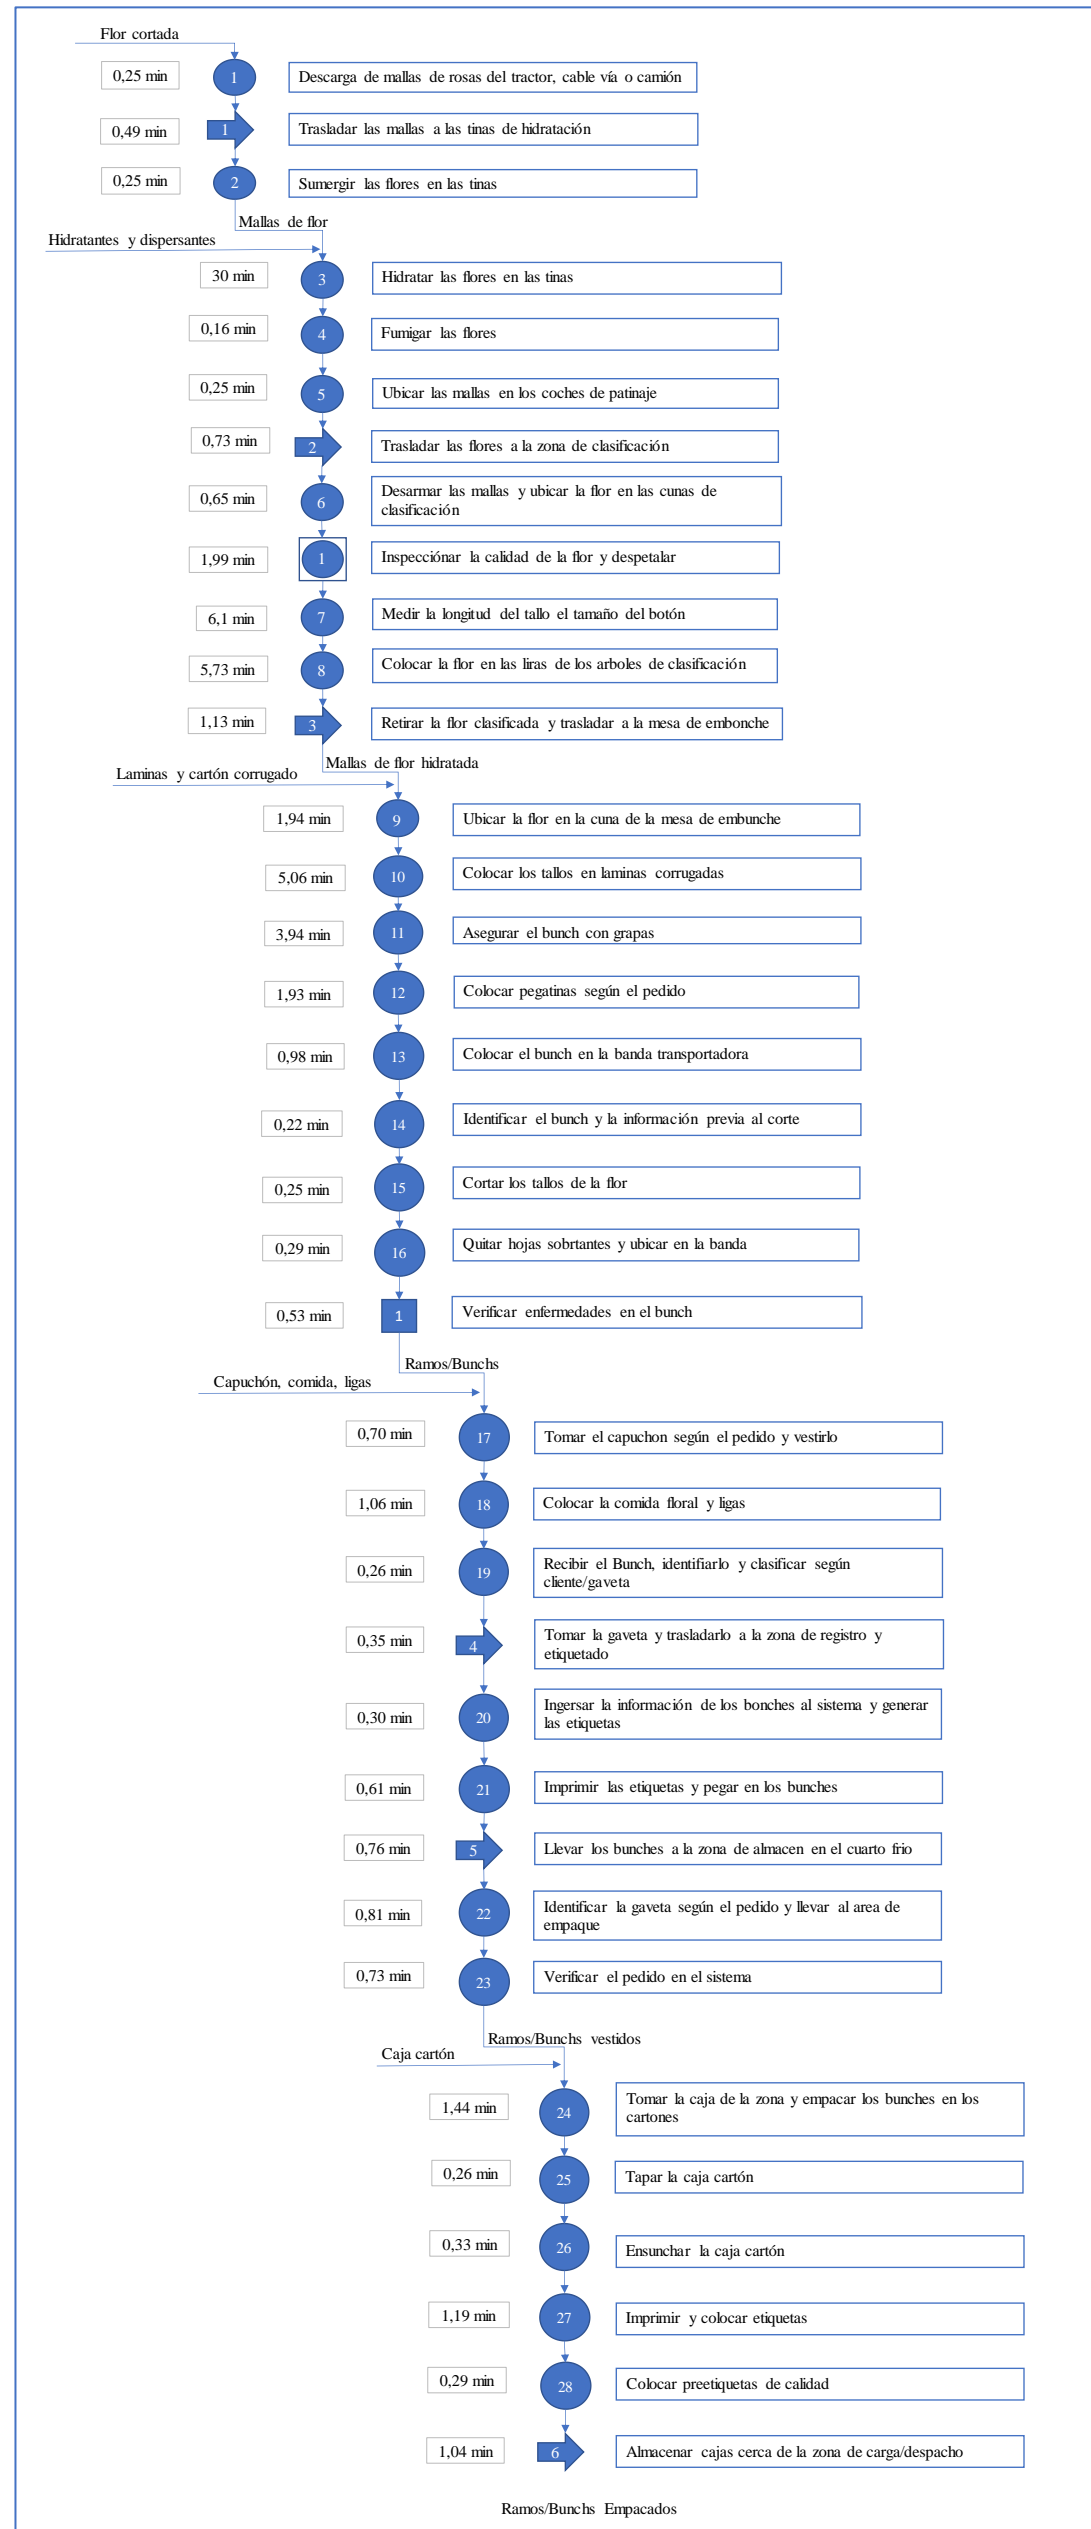 Flor cortada
0,25 min
1
Descarga de mallas de rosas del tractor, cable vía o camión
0,49 min
1
Trasladar las mallas a las tinas de hidratación
0,25 min
2
Sumergir las flores en las tinas
Mallas de flor
Hidratantes y dispersantes
30 min
3
Hidratar las flores en las tinas
0,16 min
4
Fumigar las flores
0,25 min
5
Ubicar las mallas en los coches de patinaje
0,73 min
2
Trasladar las flores a la zona de clasificación
0,65 min
6
Desarmar las mallas y ubicar la flor en las cunas de
clasificación
1,99 min
1
Inspecciónar la calidad de la flor y despetalar
6,1 min
7
Medir la longitud del tallo el tamaño del botón
5,73 min
8
Colocar la flor en las liras de los arboles de clasificación
1,13 min
3
Retirar la flor clasificada y trasladar a la mesa de embonche
Mallas de flor hidratada
Laminas y cartón corrugado
1,94 min
9
Ubicar la flor en la cuna de la mesa de embunche
5,06 min
10
Colocar los tallos en laminas corrugadas
3,94 min
11
Asegurar el bunch con grapas
1,93 min
12
Colocar pegatinas según el pedido
0,98 min
13
Colocar el bunch en la banda transportadora
0,22 min
14
Identificar el bunch y la información previa al corte
0,25 min
15
Cortar los tallos de la flor
0,29 min
16
Quitar hojas sobrtantes y ubicar en la banda
0,53 min
1
Verificar enfermedades en el bunch
Ramos/Bunchs
Capuchón, comida, ligas
0,70 min
17
Tomar el capuchon según el pedido y vestirlo
1,06 min
18
Colocar la comida floral y ligas
0,26 min
19
Recibir el Bunch, identifiarlo y clasificar según
cliente/gaveta
0,35 min
4
Tomar la gaveta y trasladarlo a la zona de registro y
etiquetado
0,30 min
20
Ingersar la información de los bonches al sistema y generar
las etiquetas
0,61 min
21
Imprimir las etiquetas y pegar en los bunches
0,76 min
5
Llevar los bunches a la zona de almacen en el cuarto frio
0,81 min
22
Identificar la gaveta según el pedido y llevar al area de
empaque
0,73 min
23
Verificar el pedido en el sistema
Ramos/Bunchs vestidos
Caja cartón
1,44 min
24
Tomar la caja de la zona y empacar los bunches en los
cartones
0,26 min
25
Tapar la caja cartón
0,33 min
26
Ensunchar la caja cartón
1,19 min
27
Imprimir y colocar etiquetas
0,29 min
28
Colocar preetiquetas de calidad
1,04 min
6
Almacenar cajas cerca de la zona de carga/despacho
Ramos/Bunchs Empacados